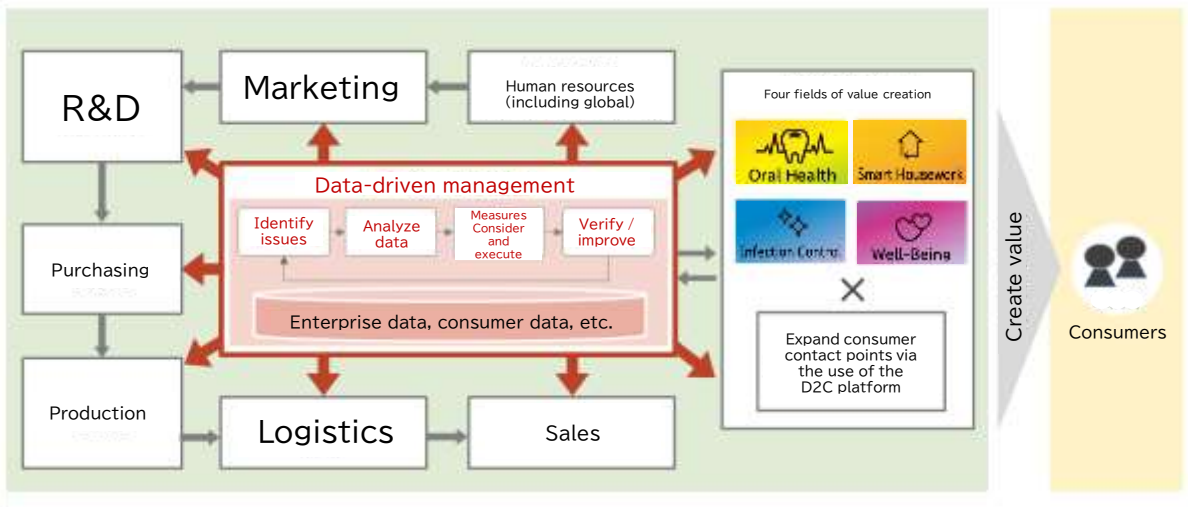 R&D
Marketing
Human resources
(including global)
Four fields of value creation
Oral Health
Smart Housework
Infection Control
Well-Being
Data-driven management
Identify
issues
Analyze
data
Measures
Consider
and
execute
Verify /
improve
Enterprise data, consumer data, etc.
Purchasing
Production
Logistics
Sales
Expand consumer
contact points via
the use of the
D2C platform
Create value
Consumers